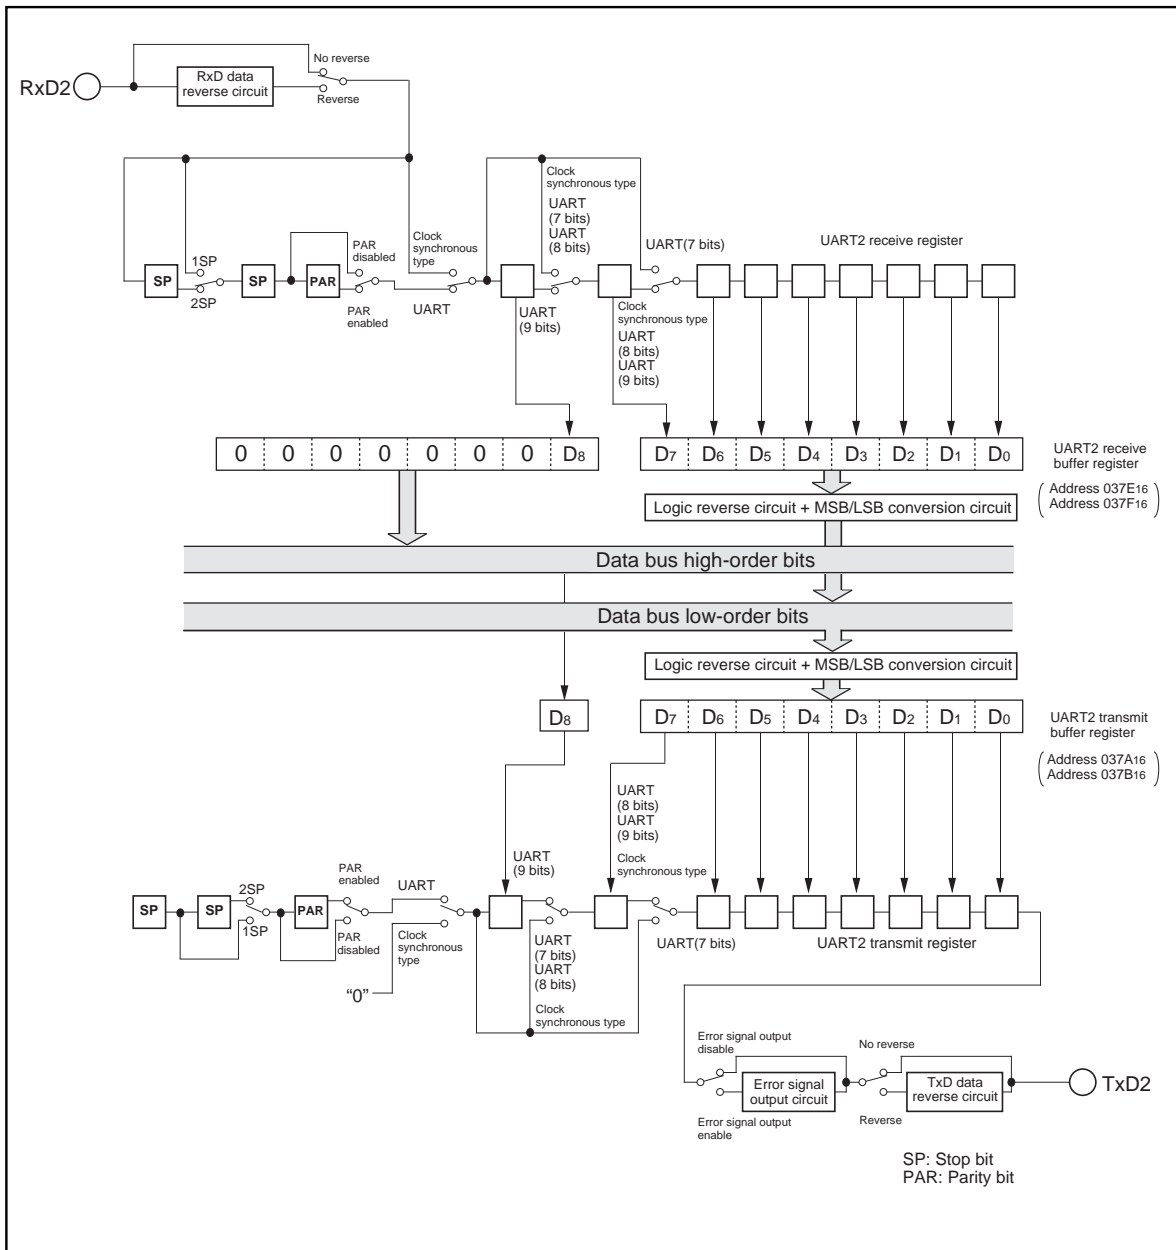 No reverse
RxD2
RxD data
reverse circuit
Reverse
Clock
synchronous type
UART
(7 bits)
UART
(8 bits)
PAR
disabled
Clock
synchronous
type
UART(7 bits)
UART2 receive register
1SP
SP
SP
PAR
2SP
PAR
enabled
UART
UART
(9 bits)
Clock
synchronous type
UART
(8 bits)
UART
(9 bits)
0 0 0 0 0 0 0 D8
D7 D6 D5 D4 D3 D2 D1 D0
UART2 receive
buffer register
Address 037E16
Address 037F16
Logic reverse circuit + MSB/LSB conversion circuit
Data bus high-order bits
Data bus low-order bits
Logic reverse circuit + MSB/LSB conversion circuit
D8
D7 D6 D5 D4 D3 D2 D1 D0
UART2 transmit
buffer register
Address 037A16
Address 037B16
UART
(8 bits)
UART
(9 bits)
UART
(9 bits)
Clock
synchronous type
PAR
enabled
UART
2SP
SP
SP
PAR
1SP
PAR
disabled
Clock
synchronous
type
“0”
UART
(7 bits)
UART
(8 bits)
UART(7 bits)
UART2 transmit register
Clock
synchronous type
Error signal output
disable
No reverse
Error signal
output circuit
TxD data
reverse circuit
TxD2
Error signal output
enable
Reverse
SP: Stop bit
PAR: Parity bit